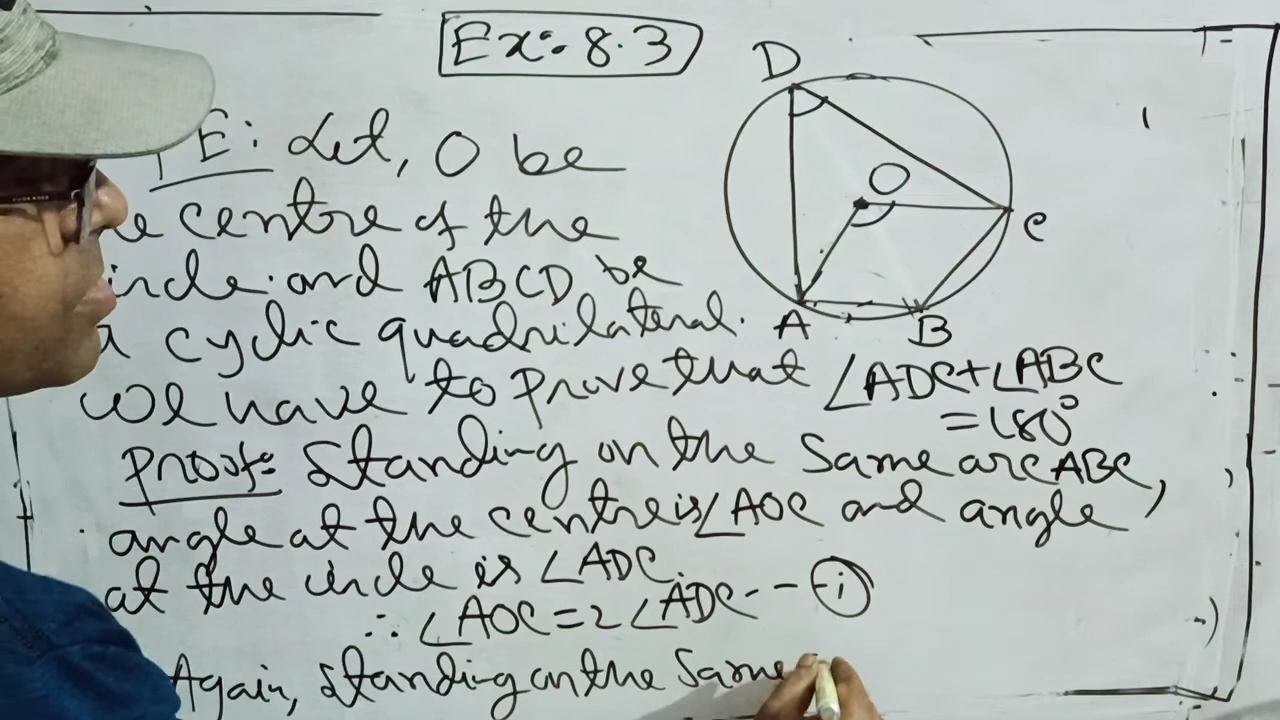 Ex:- 8.3
PE: Let, O be
centre of the
and ABCD be
a cyclic quadrilateral.
we have to prove that ∠ADC+∠ABC
=180°
Proof:- Standing on the same arc ABC,
angle at the centre is ∠AOC and angle
at the circle is ∠ADC.
∴ ∠AOC=2∠ADC-- i
Again, standing on the same
D
O
C
A
B